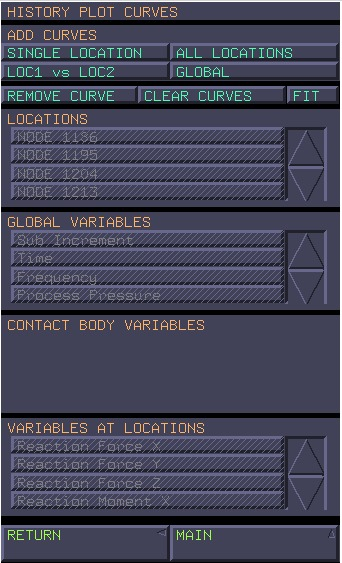 HISTORY PLOT CURVES
ADD CURVES
SINGLE LOCATION ALL LOCATIONS
LOC1 vs LOC2 GLOBAL
REMOVE CURVE CLEAR CURVES FIT
LOCATIONS
NODE 1186
NODE 1195
NODE 1204
NODE 1213
GLOBAL VARIABLES
Sub Increment
Time
Frequency
Process Pressure
CONTACT BODY VARIABLES
VARIABLES AT LOCATIONS
Reaction Force X
Reaction Force Y
Reaction Force Z
Reaction Moment X
RETURN MAIN